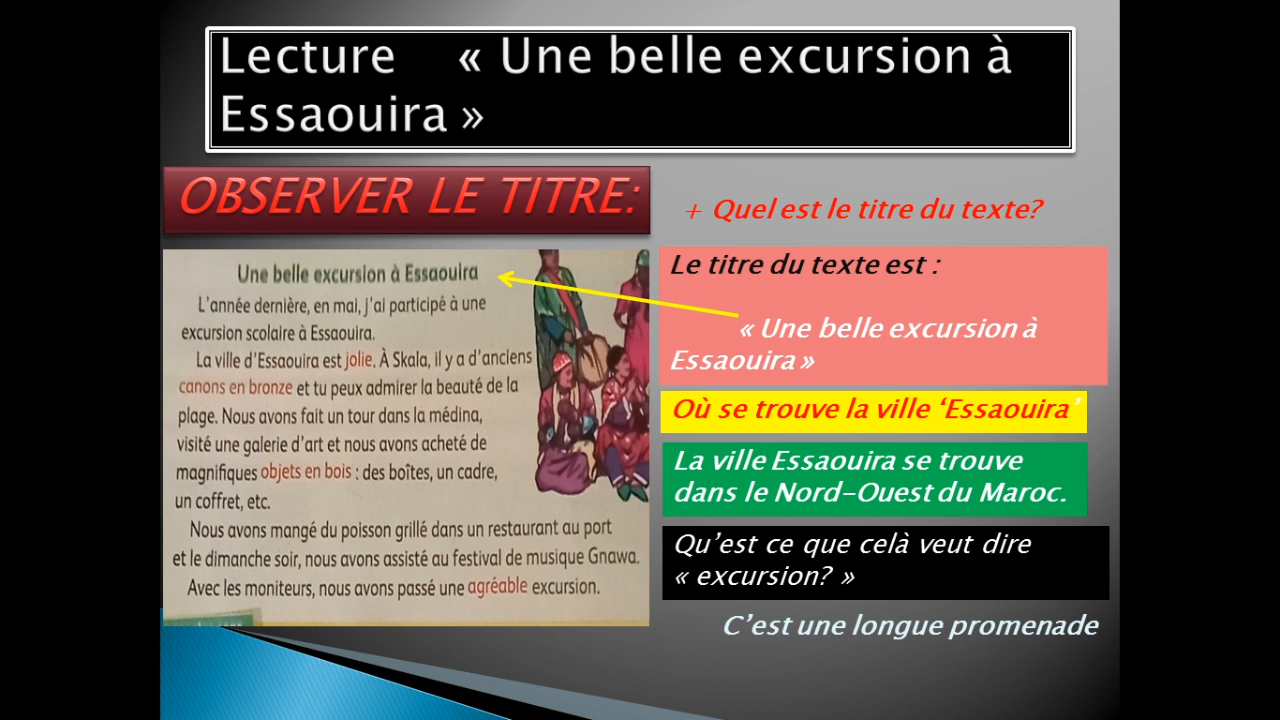 Lecture « Une belle excursion à
Essaouira »
OBSERVER LE TITRE:
Une belle excursion à Essaouira
L'année dernière, en mai, j'ai participé à une
excursion scolaire à Essaouira.
La ville d'Essaouira est jolie. À Skala, il y a d'anciens
canons en bronze et tu peux admirer la beauté de la
plage. Nous avons fait un tour dans la médina,
visité une galerie d'art et nous avons acheté de
magnifiques objets en bois : des boîtes, un cadre,
un coffret, etc.
Nous avons mangé du poisson grillé dans un restaurant au port
et le dimanche soir, nous avons assisté au festival de musique Gnawa.
Avec les moniteurs, nous avons passé une agréable excursion.
+ Quel est le titre du texte?
Le titre du texte est :
« Une belle excursion à
Essaouira »
Où se trouve la ville ‘Essaouira’
La ville Essaouira se trouve
dans le Nord-Ouest du Maroc.
Qu’est ce que celà veut dire
« excursion? »
C’est une longue promenade